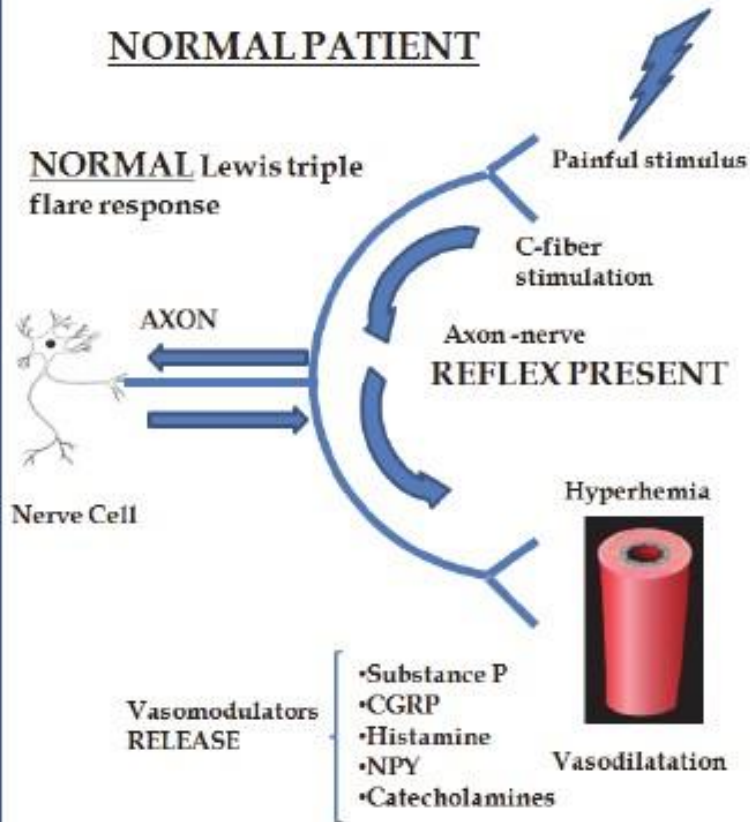 NORMAL PATIENT
NORMAL Lewis triple
flare response
Painful stimulus
C-fiber
stimulation
AXON
Axon -nerve
REFLEX PRESENT
Nerve Cell
Hyperhemia
Vasomodulators
RELEASE
•Substance P
•CGRP
•Histamine
•NPY
•Catecholamines
Vasodilatation